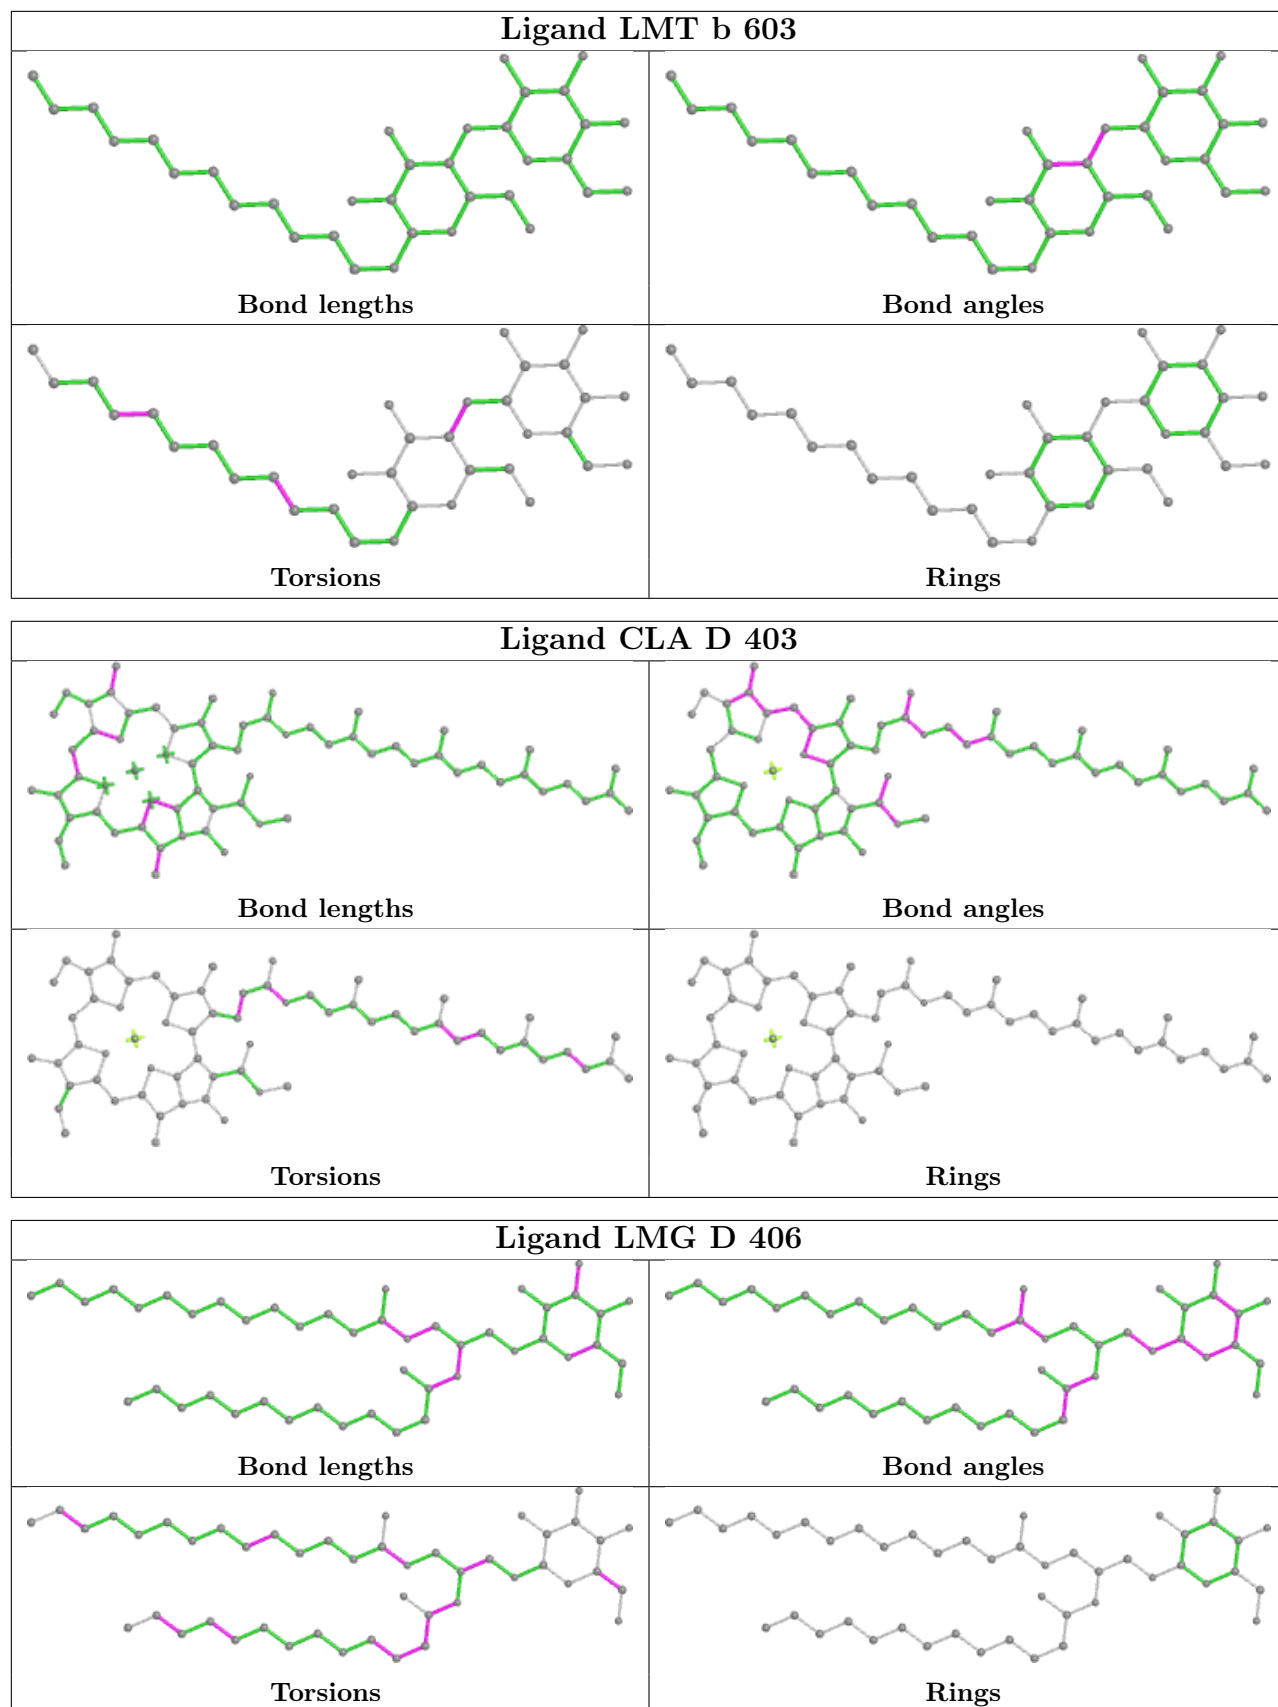 Ligand LMT b 603
Bond lengths
Bond angles
Torsions
Rings
Ligand CLA D 403
Bond lengths
Bond angles
Torsions
Rings
Ligand LMG D 406
Bond lengths
Bond angles
Torsions
Rings